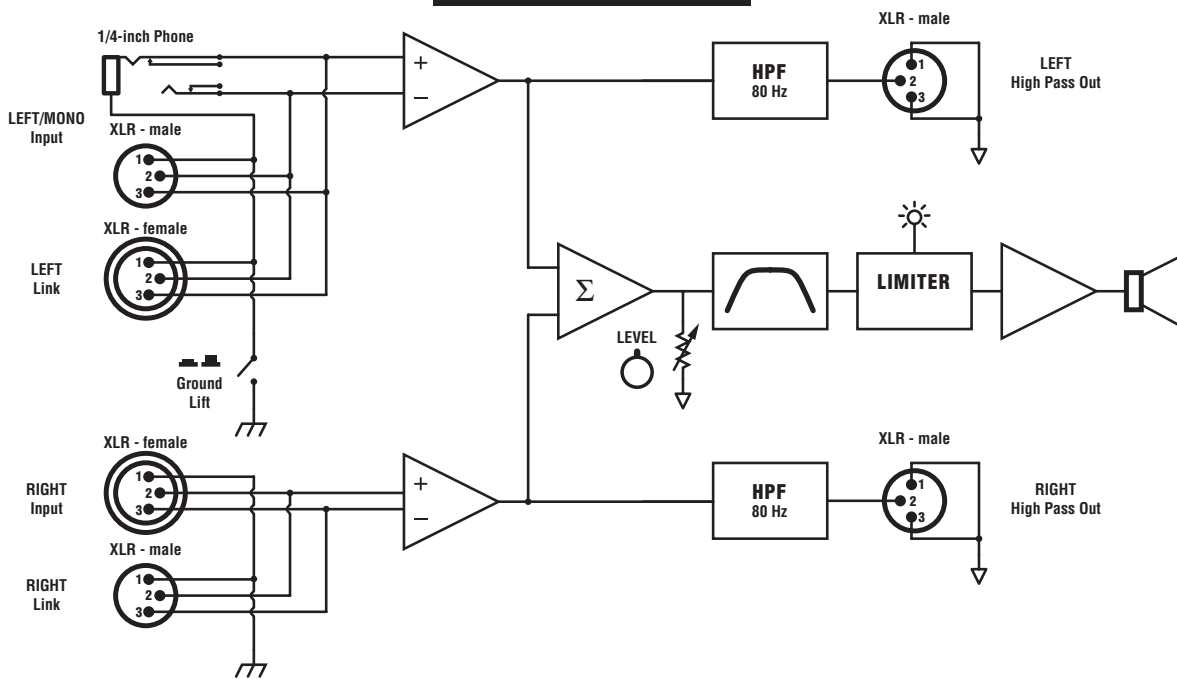 1/4-inch Phone
LEFT/MONO
Input
XLR - male
1
2
3
XLR - female
LEFT
Link
1
2
3
Ground
Lift
XLR - female
RIGHT
Input
1
2
3
XLR - male
RIGHT
Link
1
2
3
+
−
+
−
Σ
LEVEL
HPF
80 Hz
XLR - male
1
2
3
LEFT
High Pass Out
LIMITER
HPF
80 Hz
XLR - male
1
2
3
RIGHT
High Pass Out